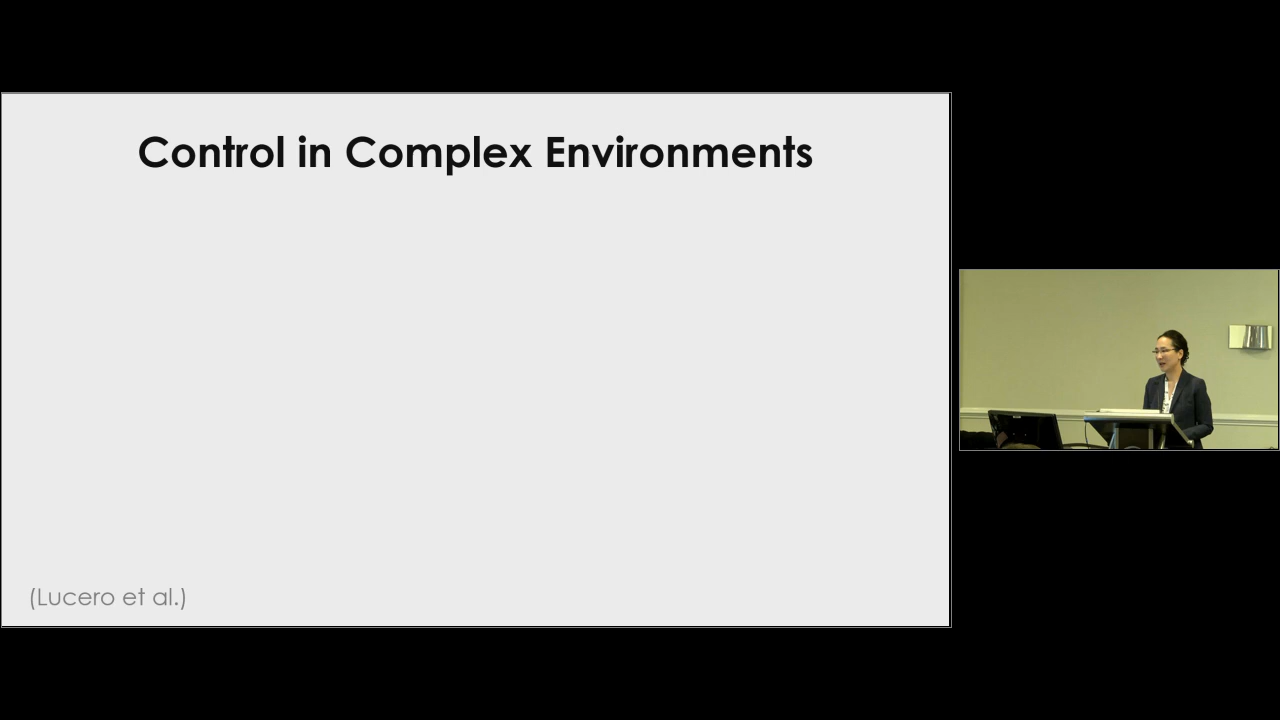 Control in Complex Environments
(Lucero et al.)